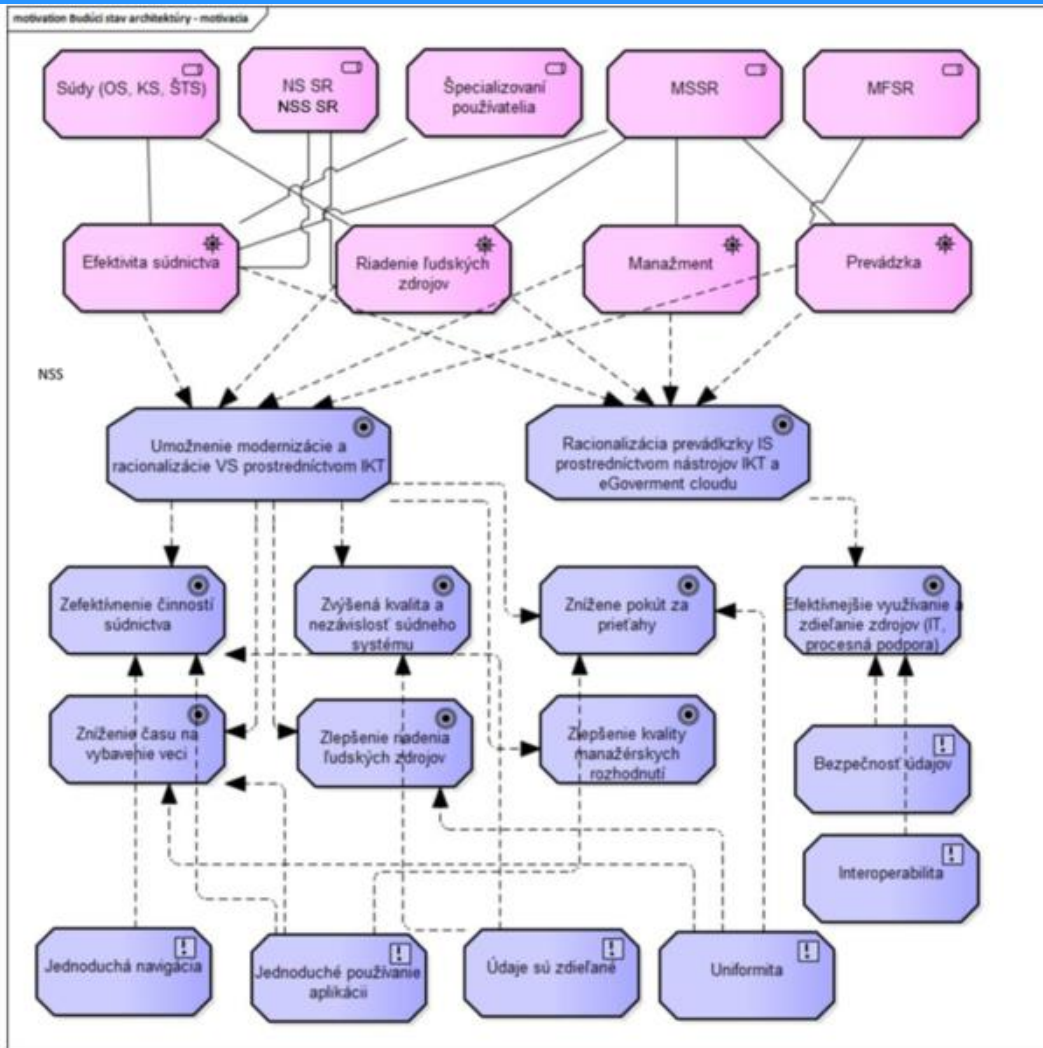 motivation Budúci stav architektúry - motivacia
Súdy (OS, KS, ŠTS)
NS SR
NSS SR
Špecializovaní
používatelia
MSSR
MFSR
Efektivita súdnictva
Riadenie ľudských
zdrojov
Manažment
Prevádzka
NSS
Umožnenie modernizácie a
racionalizácie VS prostredníctvom IKT
Racionalizácia prevádkzky IS
prostredníctvom nástrojov IKT a
eGoverment cloudu
Zefektívnenie činností
súdnictva
Zvýšená kvalita a
nezávislosť súdneho
systému
Znížene pokút za
prieťahy
Efektívnejšie využívanie a
zdieľanie zdrojov (IT,
procesná podpora)
Zníženie času na
vybavenie veci
Zlepšenie riadenia
ľudských zdrojov
Zlepšenie kvality
manažérskych
rozhodnutí
Bezpečnosť údajov
Interoperabilita
Jednoduchá navigácia
Jednoduché používanie
aplikácii
Údaje sú zdieľané
Uniformita